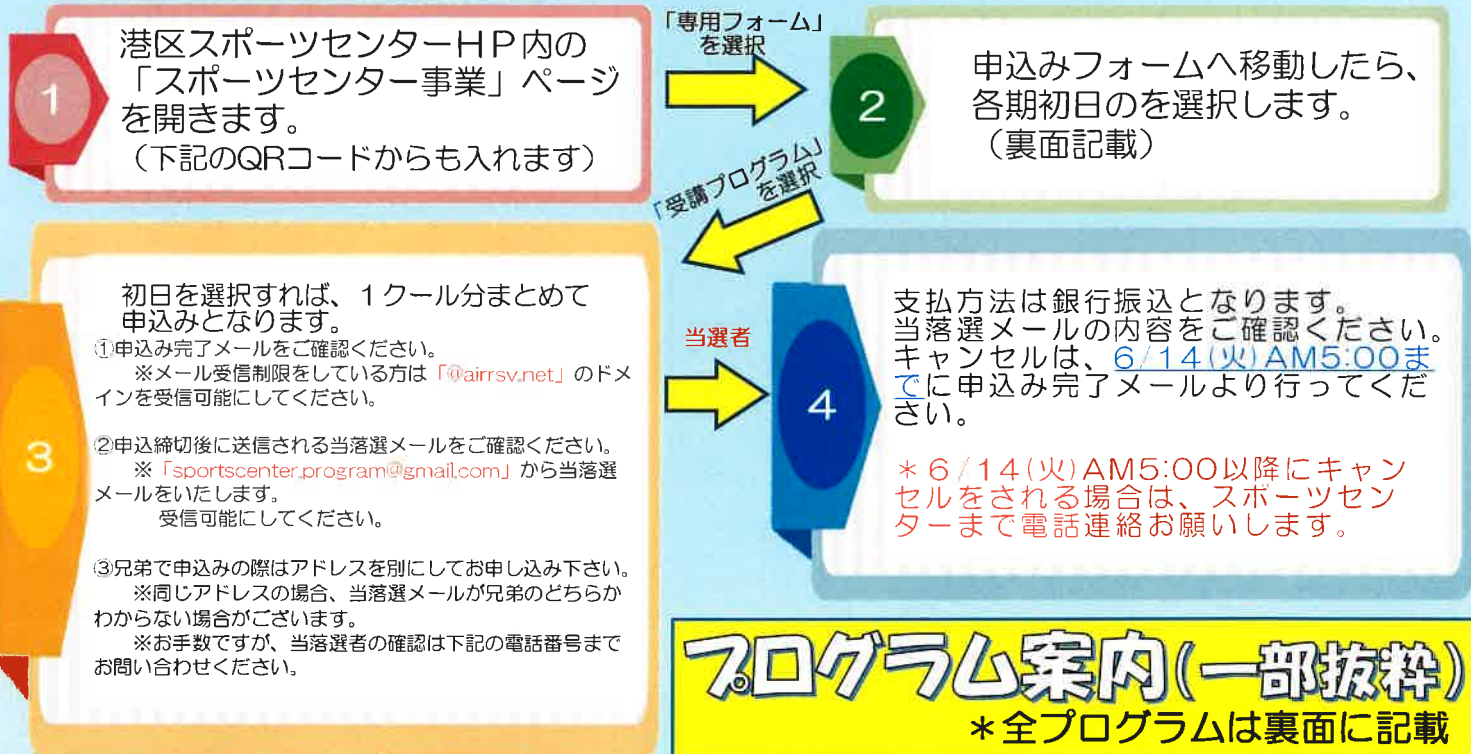 1
港区スポーツセンターHP内の
「スポーツセンター事業」ページ
を開きます。
(下記のQRコードからも入れます)
「専用フォーム」
を選択
2
申込みフォームへ移動したら、
各期初日のを選択します。
(裏面記載)
「受講プログラム」
を選択
3
初日を選択すれば、1クール分まとめて
申込みとなります。
①申込み完了メールをご確認ください。
※メール受信制限をしている方は「@airrsv.net」のドメ
インを受信可能にしてください。
②申込締切後に送信される当落選メールをご確認ください。
※「sportscenter.program@gmail.com」から当落選
メールをいたします。
受信可能にしてください。
③兄弟で申込みの際はアドレスを別にしてお申し込み下さい。
※同じアドレスの場合、当落選メールが兄弟のどちらか
わからない場合がございます。
※お手数ですが、当落選者の確認は下記の電話番号まで
お問い合わせください。
当選者
4
支払方法は銀行振込となります。
当落選メールの内容をご確認ください。
キャンセルは、6/14(火)AM5:00ま
でに申込み完了メールより行ってくだ
さい。
*6/14(火)AM5:00以降にキャン
セルをされる場合は、スポーツセン
ターまで電話連絡お願いします。
プログラム案内(一部抜粋)
*全プログラムは裏面に記載